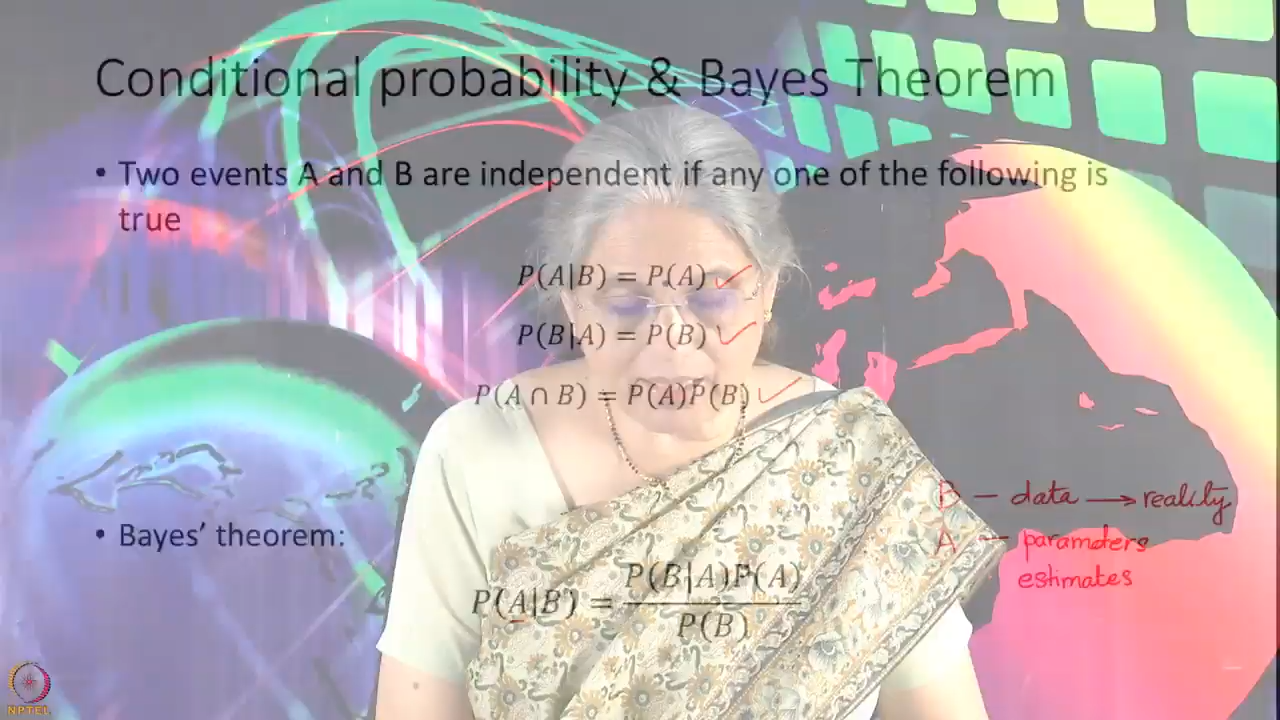 Conditional probability & Bayes Theorem
• Two events A and B are independent if any one of the following is
true
P(A|B) = P(A) ✓
P(B|A) = P(B) ✓
P(A ∩ B) = P(A)P(B) ✓
B – data → reality
A – parameters
estimates
• Bayes' theorem:
P(A|B) = P(B|A)P(A)
P(B)
NPTEL